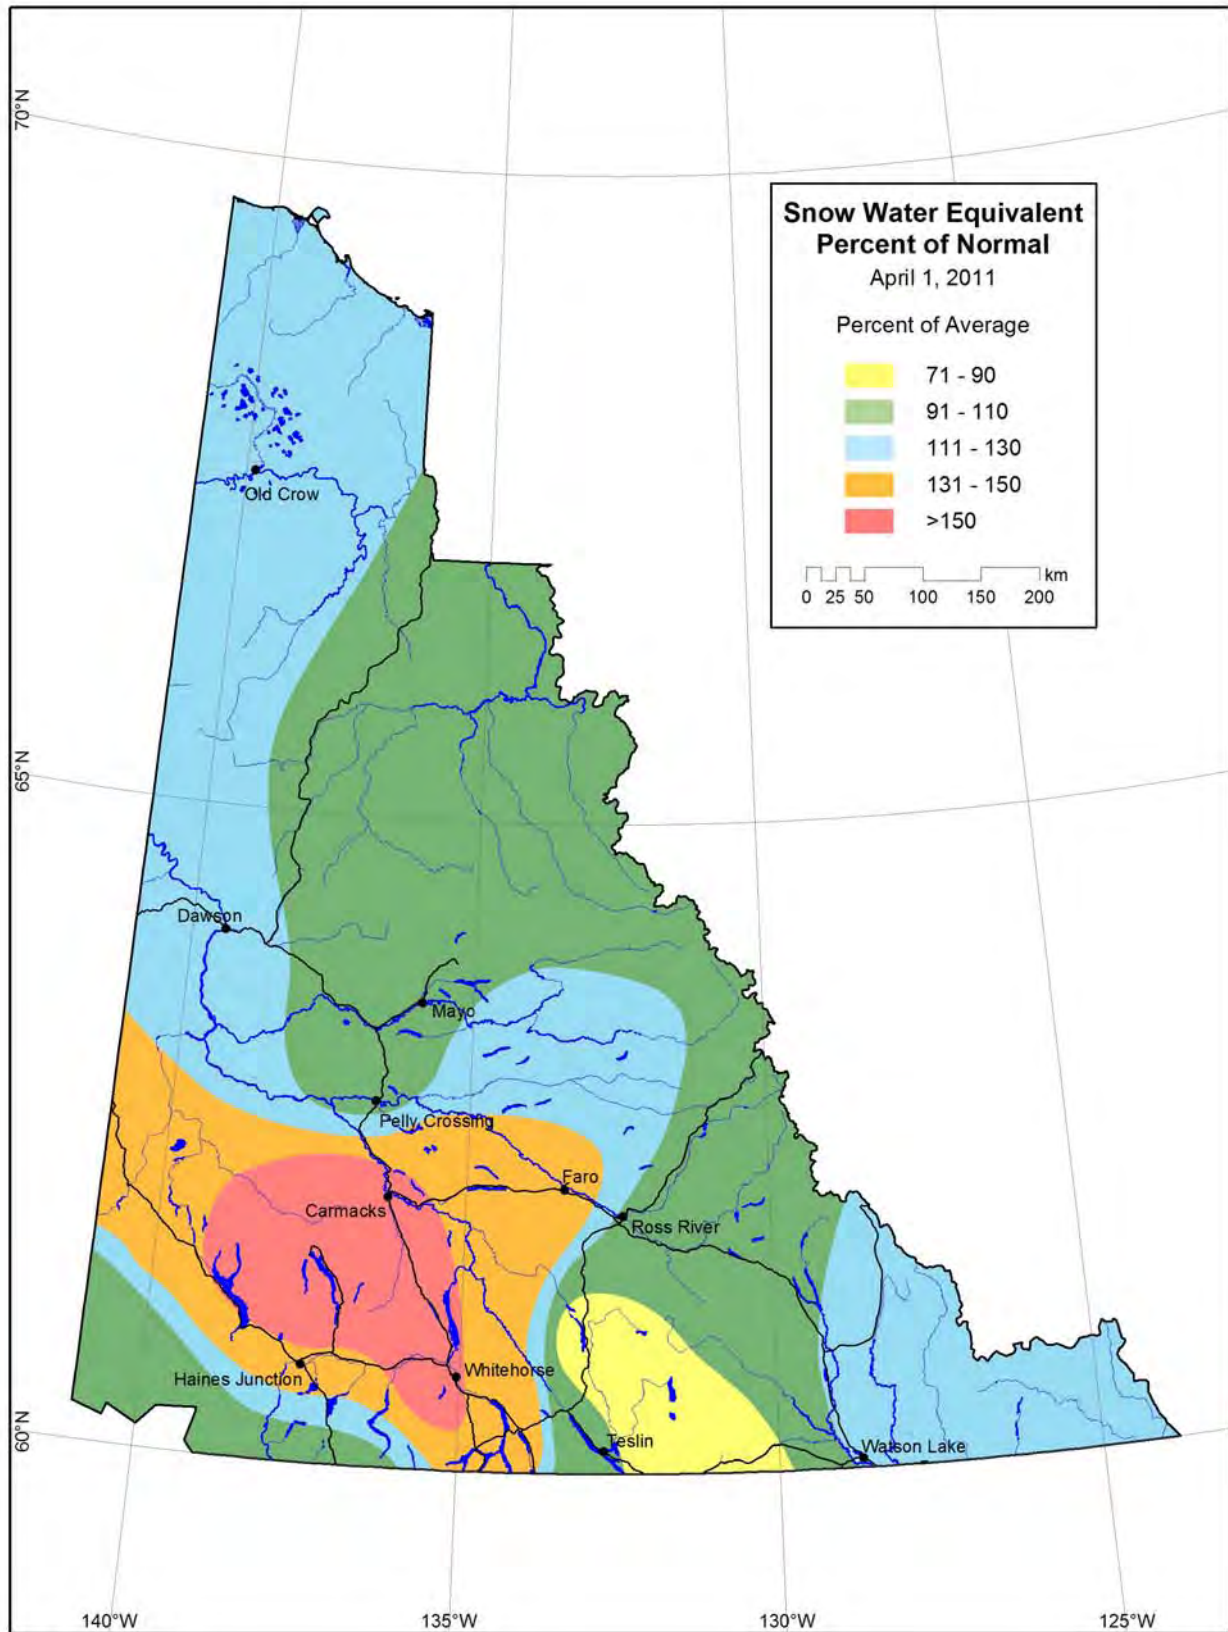 70°N
Snow Water Equivalent
Percent of Normal
April 1, 2011
Percent of Average
71 - 90
91 - 110
111 - 130
131 - 150
>150
km
0 25 50 100 150 200
Old Crow
65°N
Dawson
Mayo
Pelly Crossing
Faro
Carmacks
Ross River
Haines Junction
Whitehorse
60°N
Teslin
Watson Lake
140°W
135°W
130°W
125°W